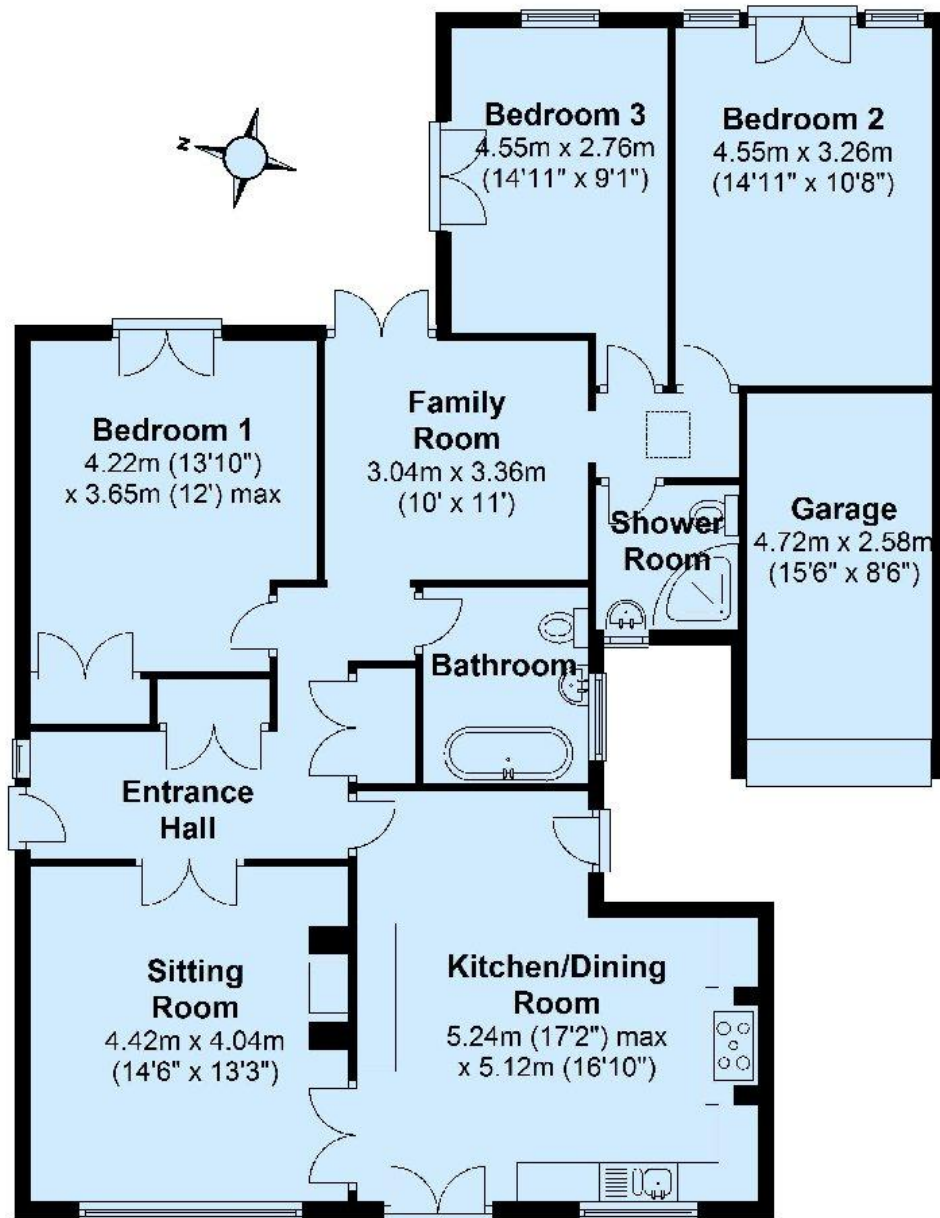 N
Bedroom 3
4.55m x 2.76m
(14'11" x 9'1")
Bedroom 2
4.55m x 3.26m
(14'11" x 10'8")
Bedroom 1
4.22m (13'10")
x 3.65m (12') max
Family
Room
3.04m x 3.36m
(10' x 11')
Shower
Room
Garage
4.72m x 2.58m
(15'6" x 8'6")
Bathroom
Entrance
Hall
Sitting
Room
4.42m x 4.04m
(14'6" x 13'3")
Kitchen/Dining
Room
5.24m (17'2") max
x 5.12m (16'10")